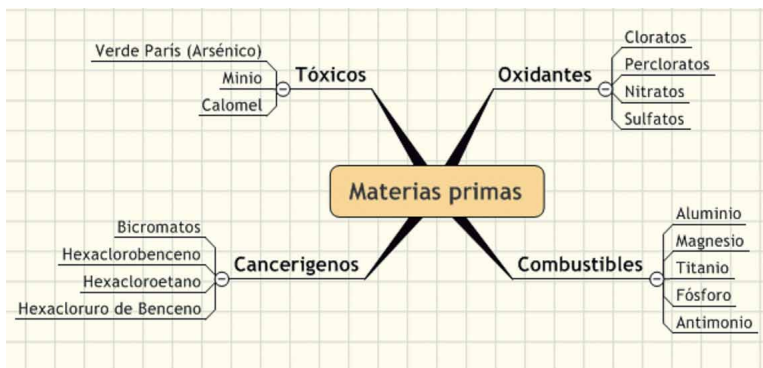 Materias primas
Tóxicos
Verde París (Arsénico)
Minio
Calomel
Oxidantes
Cloratos
Percloratos
Nitratos
Sulfatos
Cancerigenos
Bicromatos
Hexaclorobenceno
Hexacloroetano
Hexacloruro de Benceno
Combustibles
Aluminio
Magnesio
Titanio
Fósforo
Antimonio